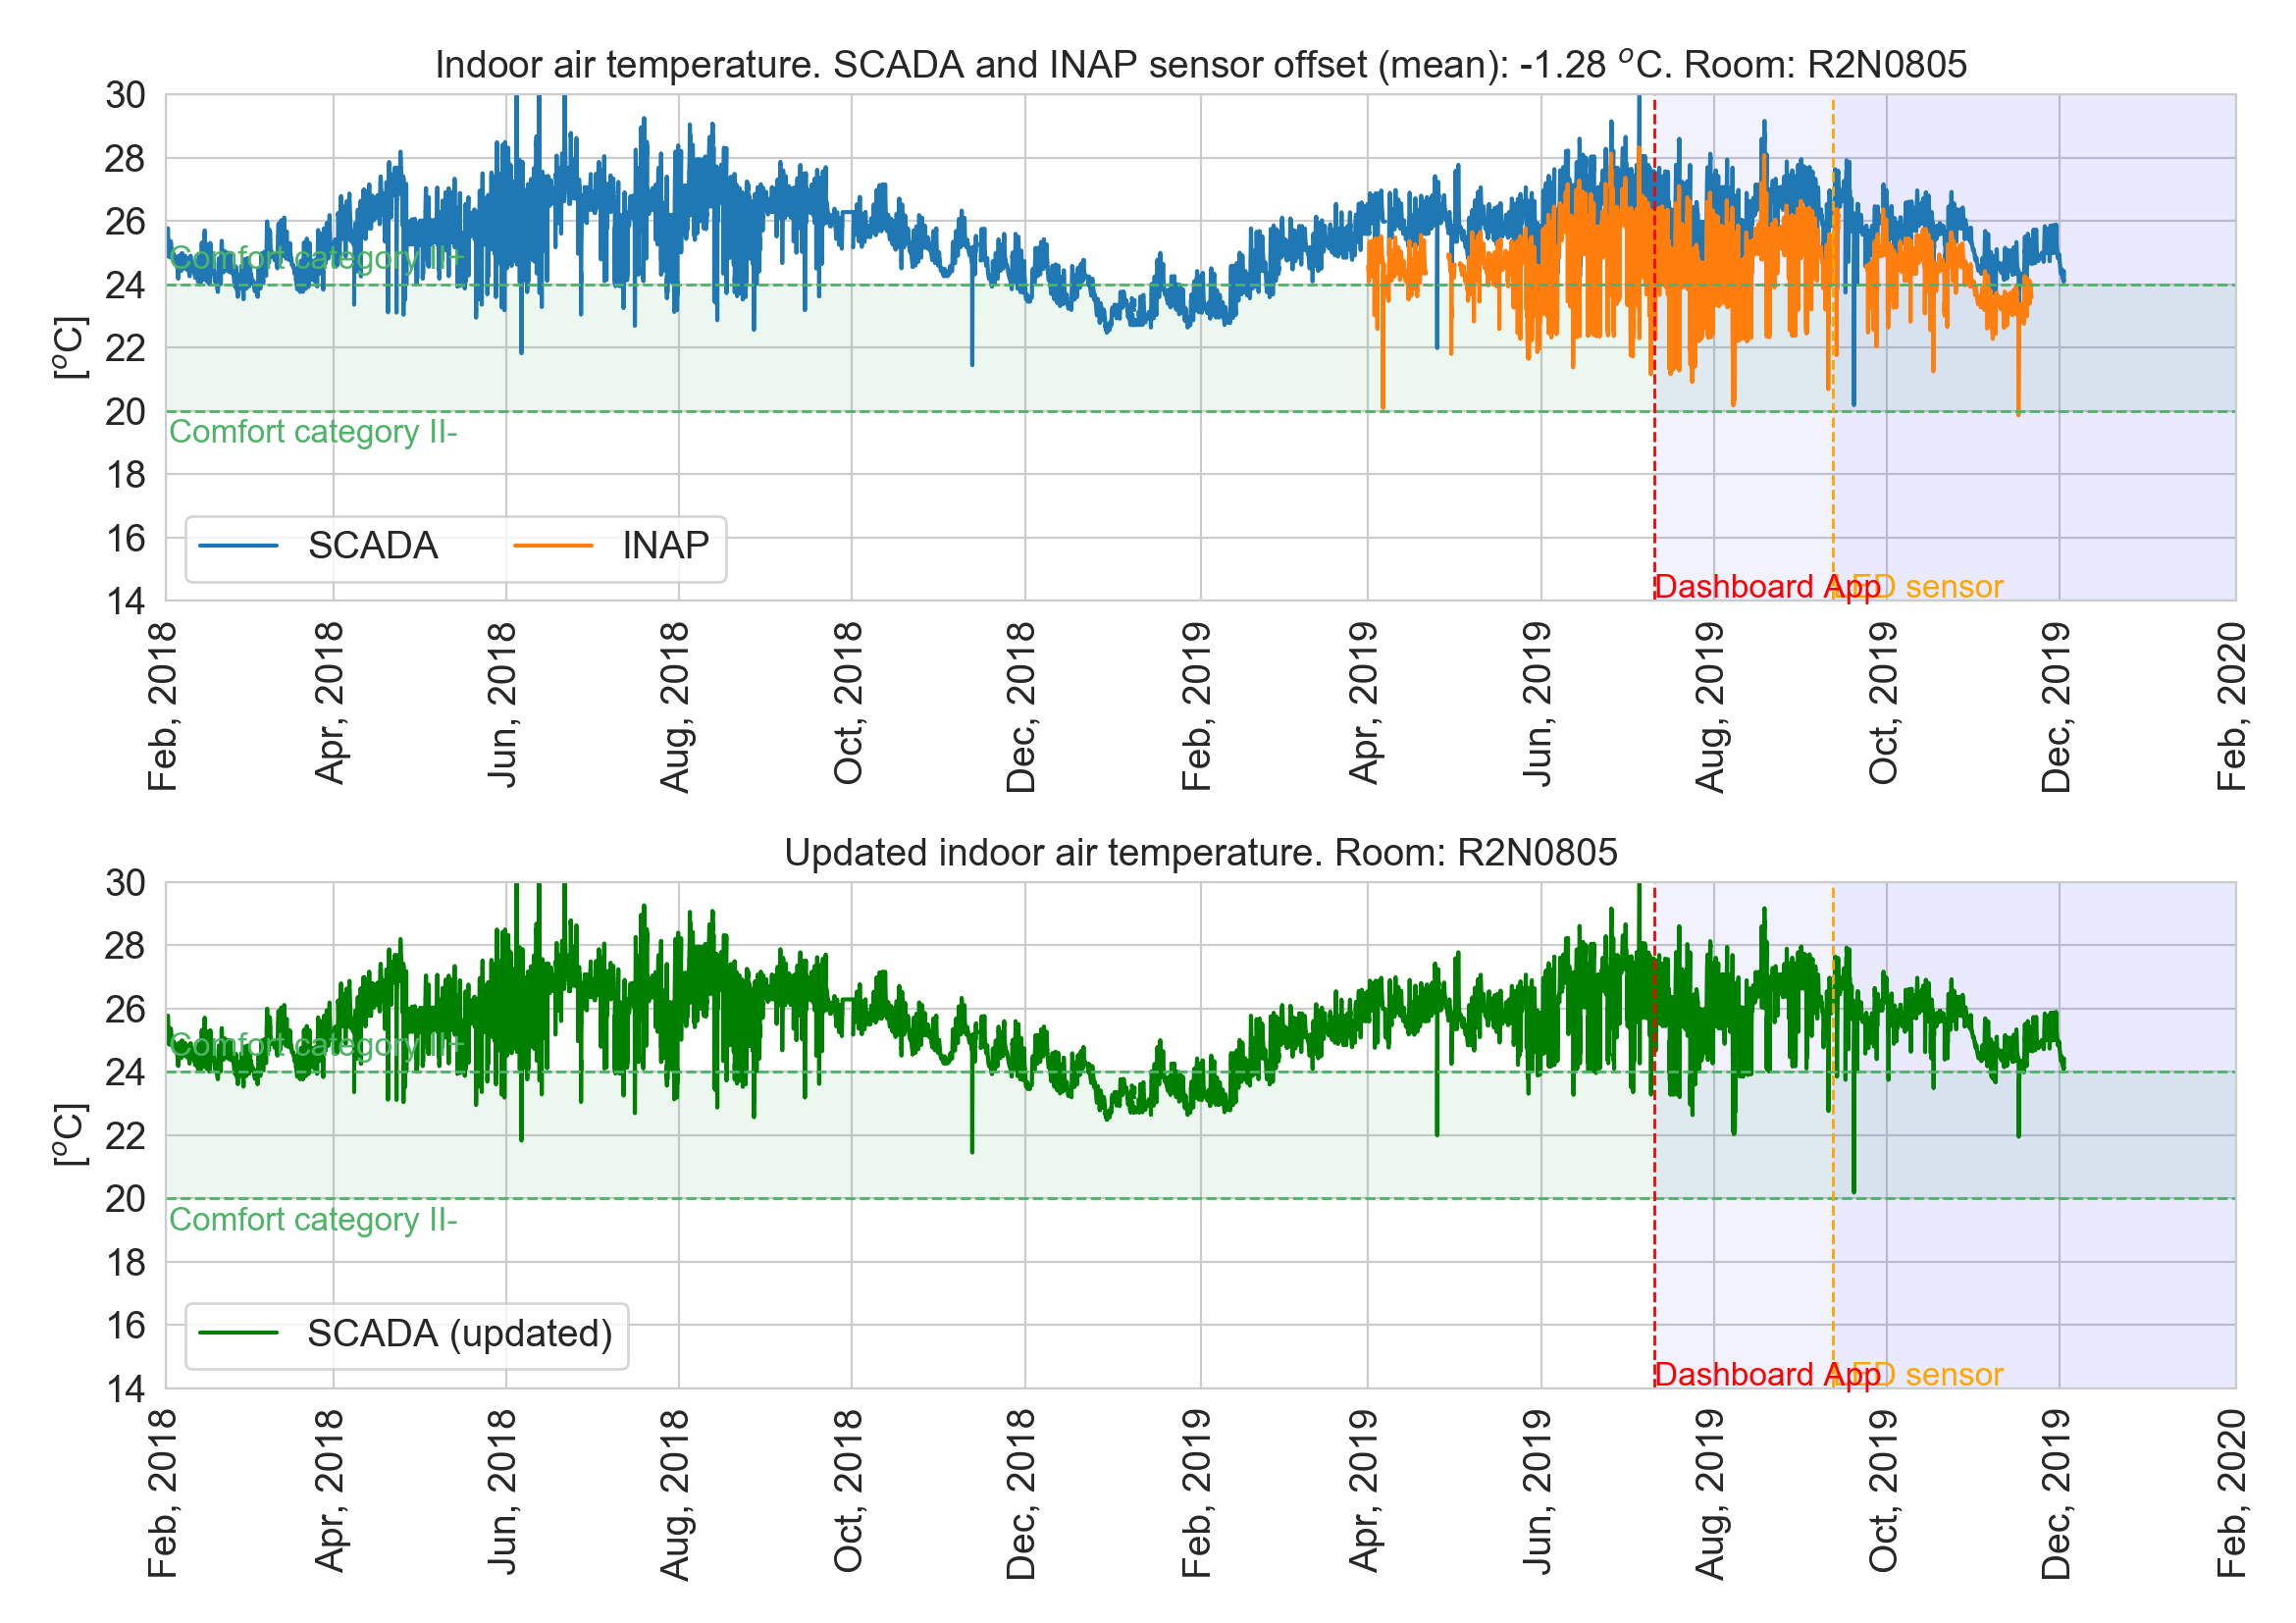 Indoor air temperature. SCADA and INAP sensor offset (mean): -1.28 °C. Room: R2N0805
30
28
26
Comfort category II+
24
22
20
Comfort category II-
18
16
14
[°C]
SCADA
INAP
Dashboard App
LED sensor
Feb, 2018
Apr, 2018
Jun, 2018
Aug, 2018
Oct, 2018
Dec, 2018
Feb, 2019
Apr, 2019
Jun, 2019
Aug, 2019
Oct, 2019
Dec, 2019
Feb, 2020
Updated indoor air temperature. Room: R2N0805
30
28
26
Comfort category II+
24
22
20
Comfort category II-
18
16
14
[°C]
SCADA (updated)
Dashboard App
LED sensor
Feb, 2018
Apr, 2018
Jun, 2018
Aug, 2018
Oct, 2018
Dec, 2018
Feb, 2019
Apr, 2019
Jun, 2019
Aug, 2019
Oct, 2019
Dec, 2019
Feb, 2020